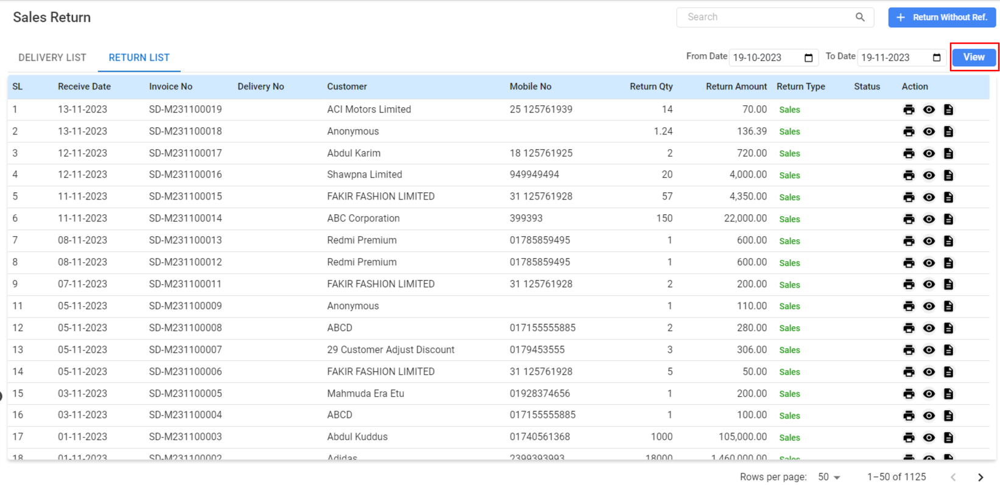 Sales Return
Search
Return Without Ref.
DELIVERY LIST RETURN LIST
From Date 19-10-2023 To Date 19-11-2023 View
SL Receive Date Invoice No Delivery No Customer Mobile No Return Qty Return Amount Return Type Status Action
1 13-11-2023 SD-M231100019 ACI Motors Limited 25 125761939 14 70.00 Sales
2 13-11-2023 SD-M231100018 Anonymous 1.24 136.39 Sales
3 12-11-2023 SD-M231100017 Abdul Karim 18 125761925 2 720.00 Sales
4 12-11-2023 SD-M231100016 Shawpna Limited 949949494 20 4,000.00 Sales
5 11-11-2023 SD-M231100015 FAKIR FASHION LIMITED 31 125761928 57 4,350.00 Sales
6 11-11-2023 SD-M231100014 ABC Corporation 399393 150 22,000.00 Sales
7 08-11-2023 SD-M231100013 Redmi Premium 01785859495 1 600.00 Sales
8 08-11-2023 SD-M231100012 Redmi Premium 01785859495 1 600.00 Sales
9 07-11-2023 SD-M231100011 FAKIR FASHION LIMITED 31 125761928 2 200.00 Sales
11 05-11-2023 SD-M231100009 Anonymous 1 110.00 Sales
12 05-11-2023 SD-M231100008 ABCD 017155555885 2 280.00 Sales
13 05-11-2023 SD-M231100007 29 Customer Adjust Discount 0179453555 3 306.00 Sales
14 05-11-2023 SD-M231100006 FAKIR FASHION LIMITED 31 125761928 5 50.00 Sales
15 03-11-2023 SD-M231100005 Mahmuda Era Etu 01928374656 1 200.00 Sales
16 03-11-2023 SD-M231100004 ABCD 017155555885 1 100.00 Sales
17 01-11-2023 SD-M231100003 Abdul Kuddus 01740561368 1000 105,000.00 Sales
18 01-11-2023 SD-M231100002 Adidas 2399393993 18000 1,460,000.00 Sales
Rows per page: 50 1–50 of 1125